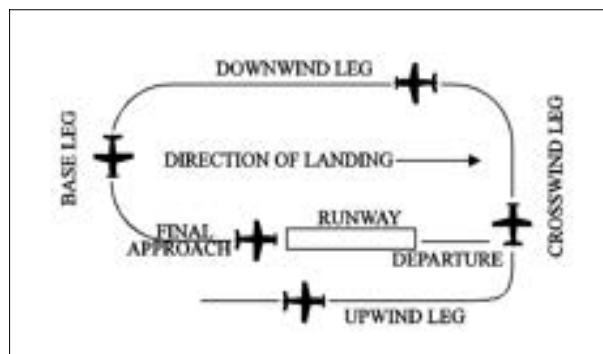 DOWNWIND LEG
BASE LEG
DIRECTION OF LANDING
CROSSWIND LEG
RUNWAY
FINAL
APPROACH
DEPARTURE
UPWIND LEG